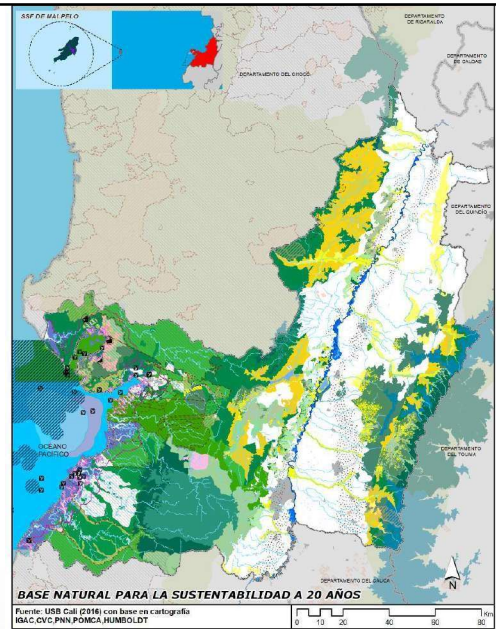 SSF DE MALPELO
DEPARTAMENTO
DE RISARALDA
DEPARTAMENTO
DE CALDAS
DEPARTAMENTO DEL CHOCÓ
DEPARTAMENTO
DEL QUINDÍO
OCEANO
PACIFICO
DEPARTAMENTO
DEL TOLIMA
DEPARTAMENTO DEL CAUCA
N
BASE NATURAL PARA LA SUSTENTABILIDAD A 20 AÑOS
Fuente: USB Cali (2016) con base en cartografía
IGAC,CVC,PNN,POMCA,HUMBOLDT
Km
0 10 20 40 60 80